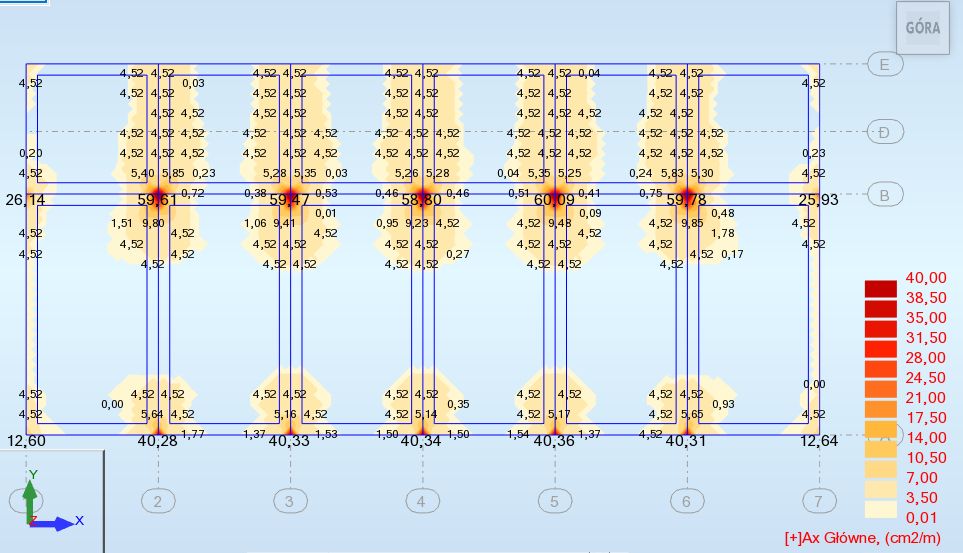 GÓRA
E
4,52 4,52 4,52 4,52 4,52 4,52 4,52 4,52 0,04 4,52 4,52
4,52 0,03 4,52
4,52 4,52 4,52 4,52 4,52 4,52 4,52 4,52 4,52 4,52
4,52 4,52 4,52 4,52 4,52 4,52 4,52 4,52 4,52
4,52 4,52 4,52 4,52 4,52 4,52 4,52 4,52 4,52 4,52 4,52 4,52 4,52 4,52 4,52 Đ
0,20 4,52 4,52 4,52 4,52 4,52 4,52 4,52 4,52 4,52 4,52 4,52 4,52 4,52 4,52 4,52 0,23
4,52 5,40 5,85 0,23 5,28 5,35 0,03 5,26 5,28 0,04 5,35 5,25 0,24 5,83 5,30 4,52
0,72 0,38 0,53 0,46 0,46 0,51 0,41 0,75 B
26,14 59,61 59,47 58,80 60,09 59,78 25,93
0,01 0,09 0,48
1,51 9,80 1,06 9,41 0,95 9,23 4,52 4,52 9,48 4,52 9,85 4,52
4,52 4,52 4,52 4,52 1,78
4,52 4,52 4,52 4,52 4,52 4,52 4,52 4,52 4,52
4,52 4,52 0,27 4,52 0,17
4,52 4,52 4,52 4,52 4,52 4,52 4,52 4,52
40,00
38,50
35,00
31,50
28,00
24,50
21,00
17,50
14,00
10,50
7,00
3,50
0,01
0,00
4,52 4,52 4,52 4,52 4,52 4,52 4,52 4,52 4,52 4,52
0,00 0,35 0,93
4,52 5,64 4,52 5,16 4,52 4,52 5,14 4,52 5,17 4,52 5,65 4,52
1,77 1,37 1,53 1,50 1,50 1,54 1,37 4,52
12,60 40,28 40,33 40,34 40,36 40,31 12,64
Y
X
Z
2 3 4 5 6 7
[+]Ax Główne, (cm2/m)